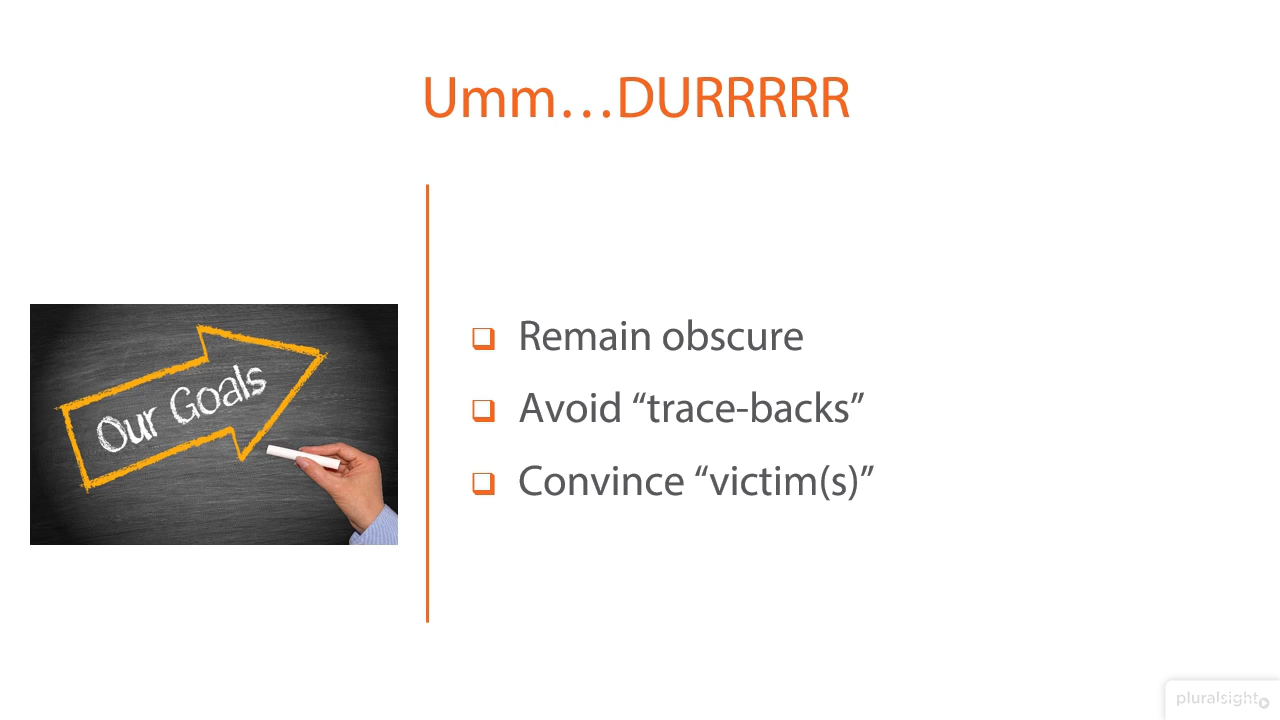 Umm…DURRRRR
Our Goals
Remain obscure
Avoid “trace-backs”
Convince “victim(s)”
pluralsight